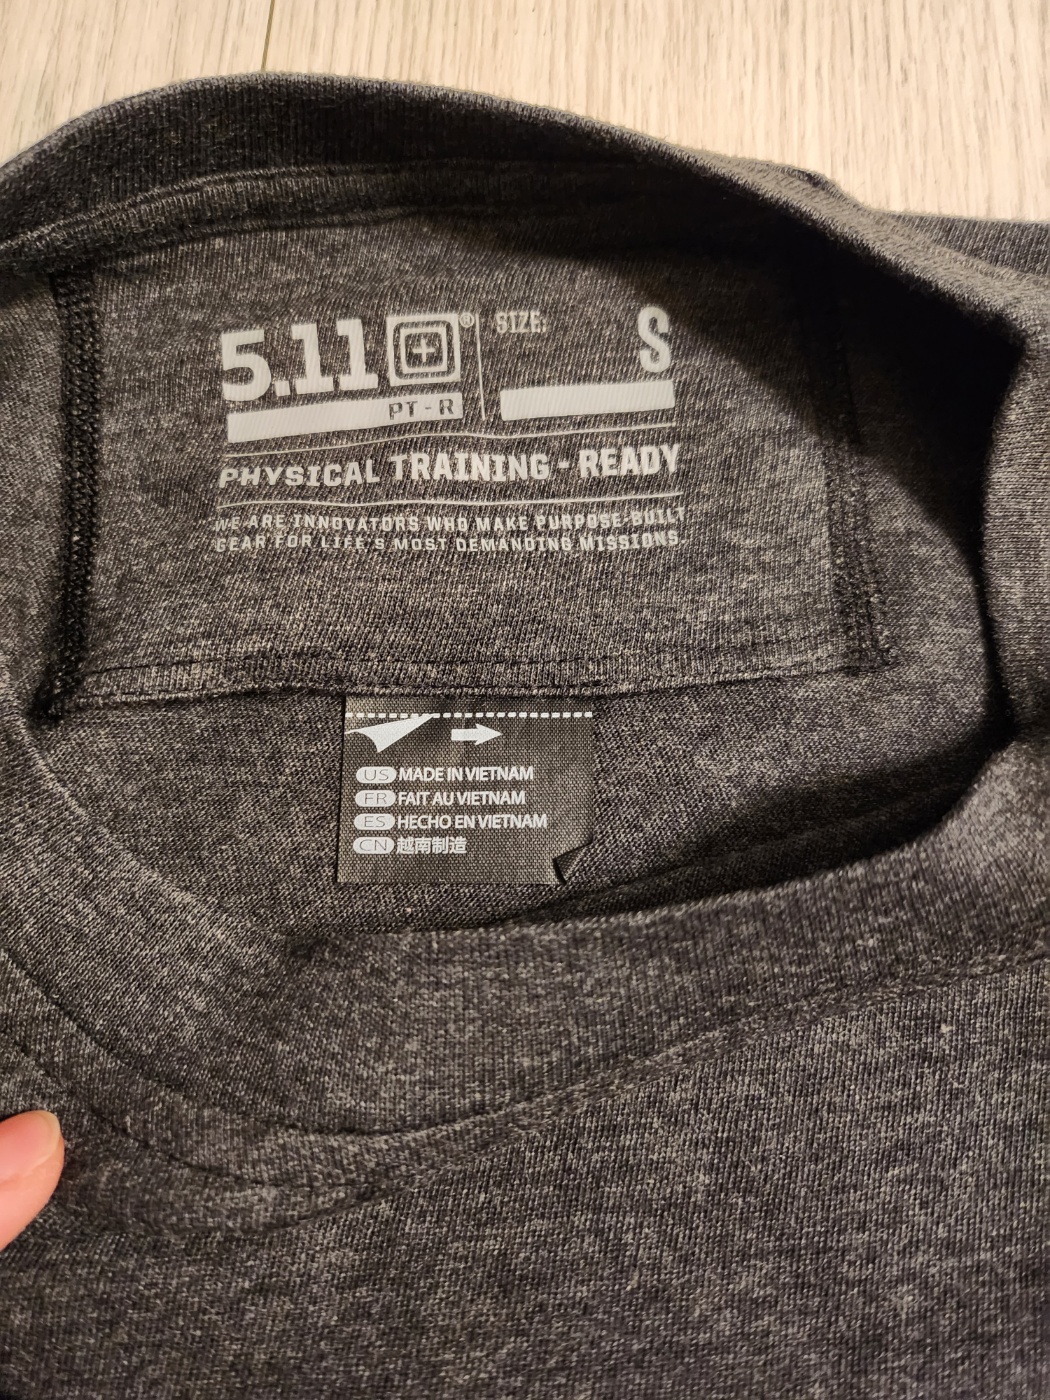 5.11®
PT-R
SIZE: S
PHYSICAL TRAINING-READY
WE ARE INNOVATORS WHO MAKE PURPOSE-BUILT
GEAR FOR LIFE'S MOST DEMANDING MISSIONS.
US MADE IN VIETNAM
FR FAIT AU VIETNAM
ES HECHO EN VIETNAM
CN 越南制造